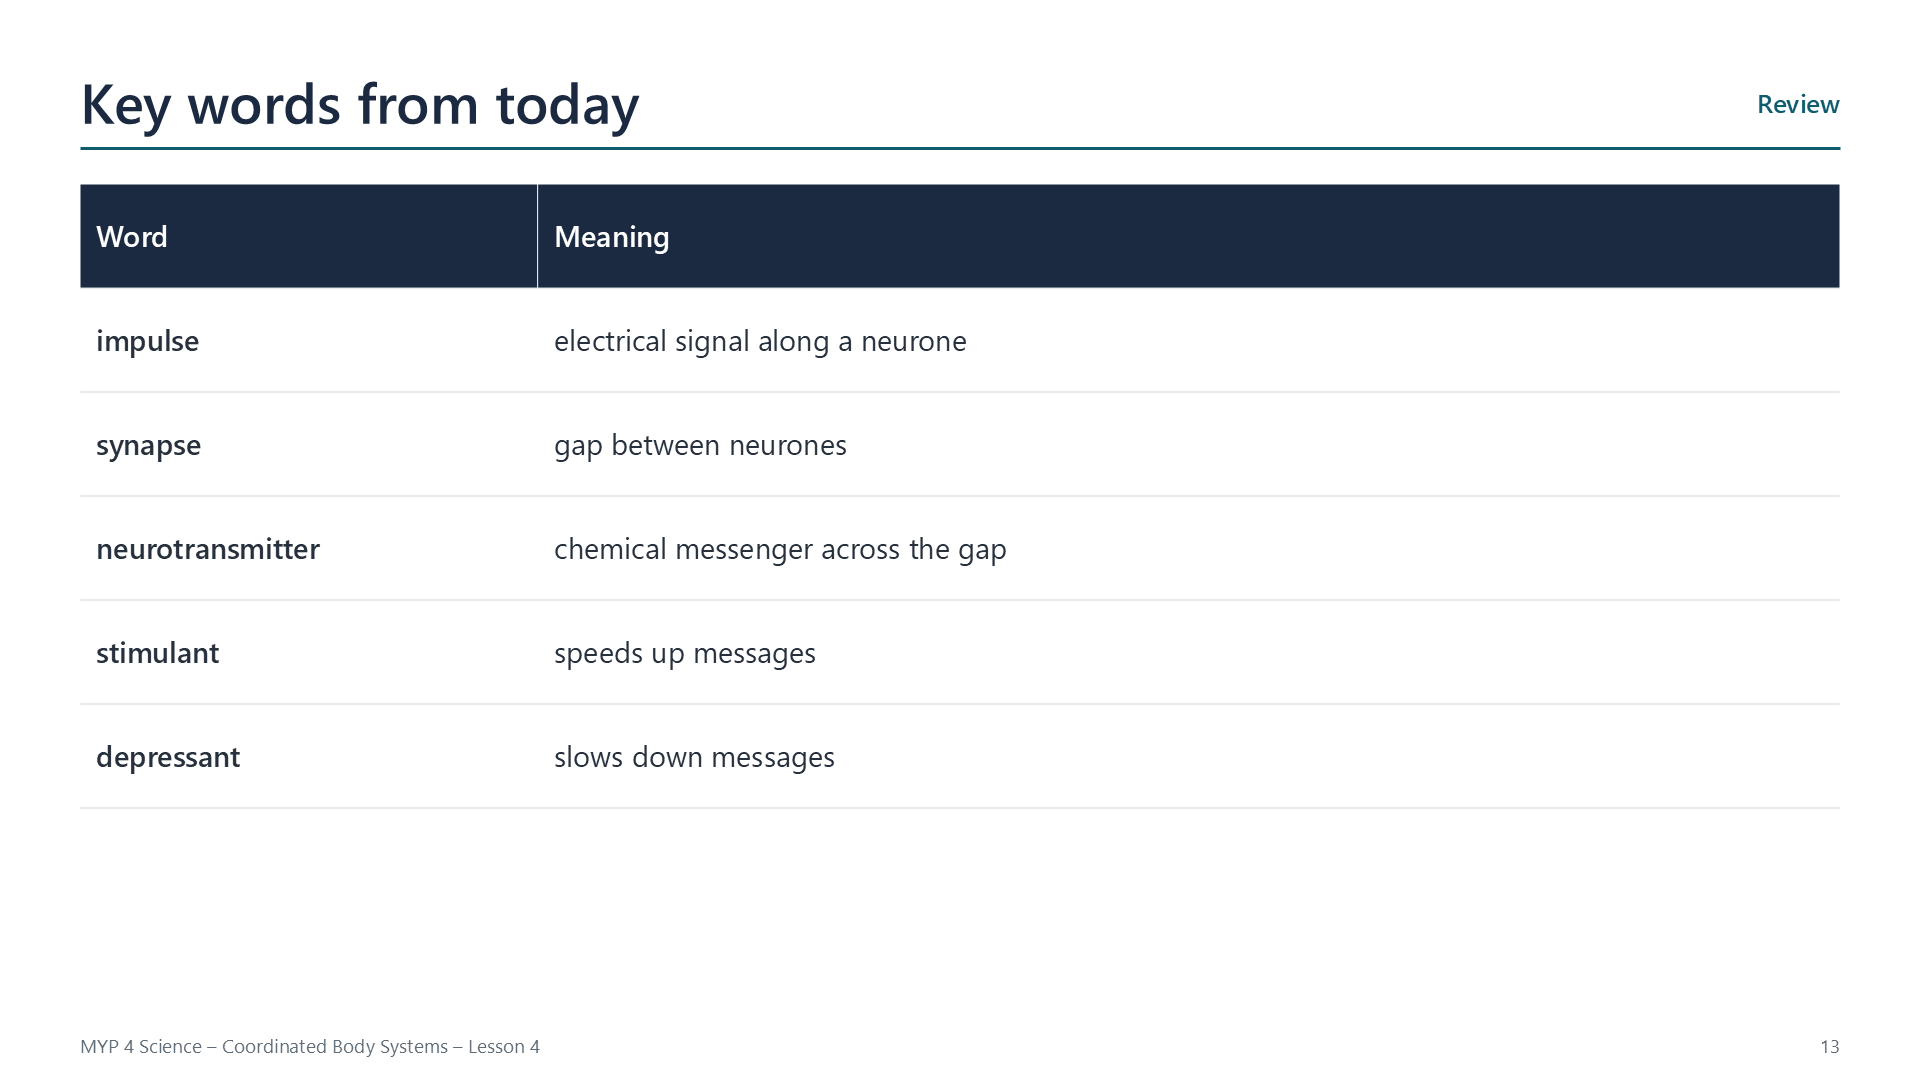 Key words from today
Review
Word Meaning
impulse electrical signal along a neurone
synapse gap between neurones
neurotransmitter chemical messenger across the gap
stimulant speeds up messages
depressant slows down messages
MYP 4 Science – Coordinated Body Systems – Lesson 4
13